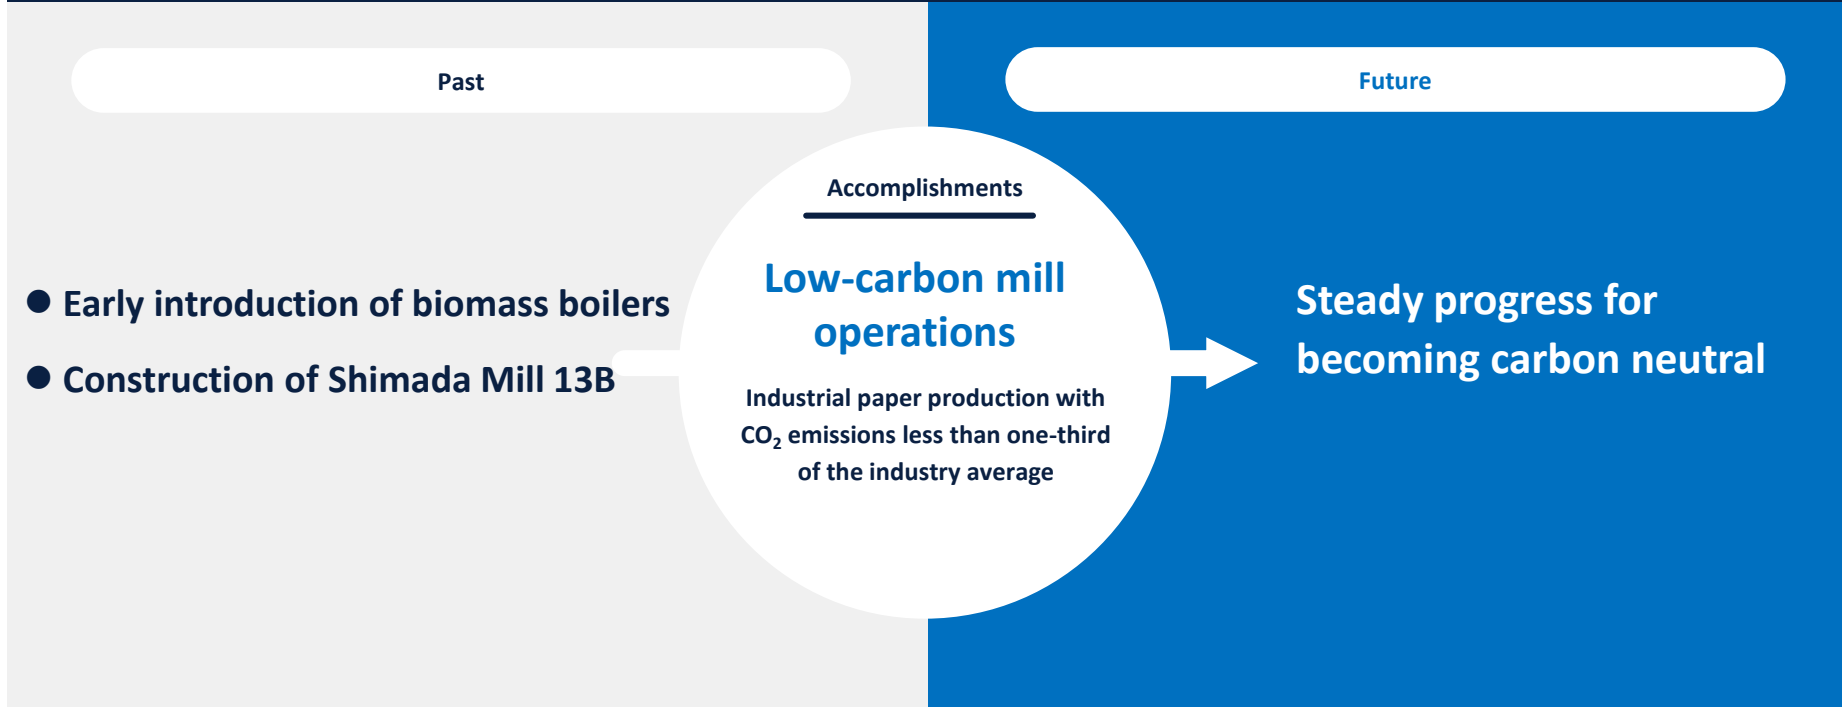 Past
Future
Accomplishments
Low-carbon mill
operations
Industrial paper production with
CO₂ emissions less than one-third
of the industry average
● Early introduction of biomass boilers
● Construction of Shimada Mill 13B
Steady progress for
becoming carbon neutral